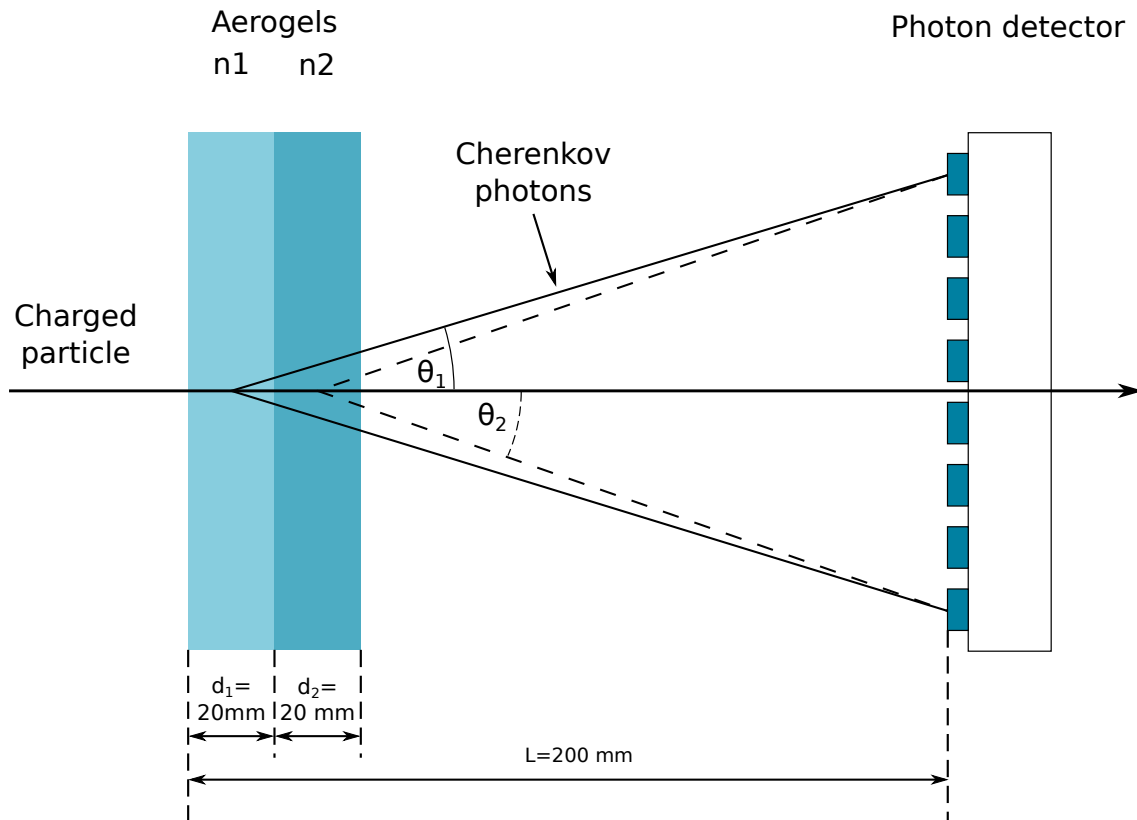 Aerogels
n1 n2
Photon detector
Cherenkov
photons
Charged
particle
θ₁
θ₂
d₁=
20mm
d₂=
20 mm
L=200 mm